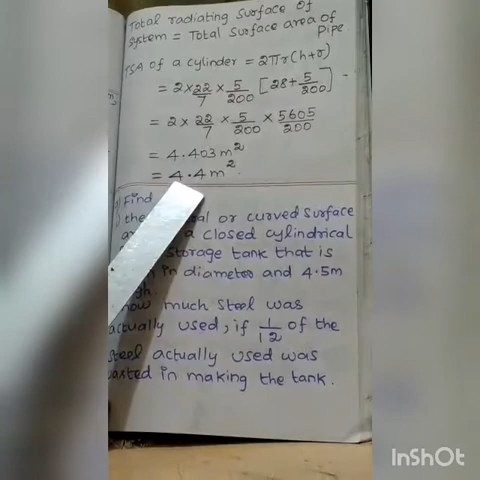 Total radiating Surface of
System = Total Surface area of
Pipe
TSA of a cylinder = 2πr(h+r)
= 2×22/7 × 5/200 [28+5/200]
= 2 × 22/7 × 5/200 × 5605/200
= 4.403 m²
= 4.4 m².
Find
the or curved surface
a closed cylindrical
storage tank that is
in diameter and 4.5m
how much steel was
actually used, if 1/12 of the
steel actually used was
wasted in making the tank.
InShOt